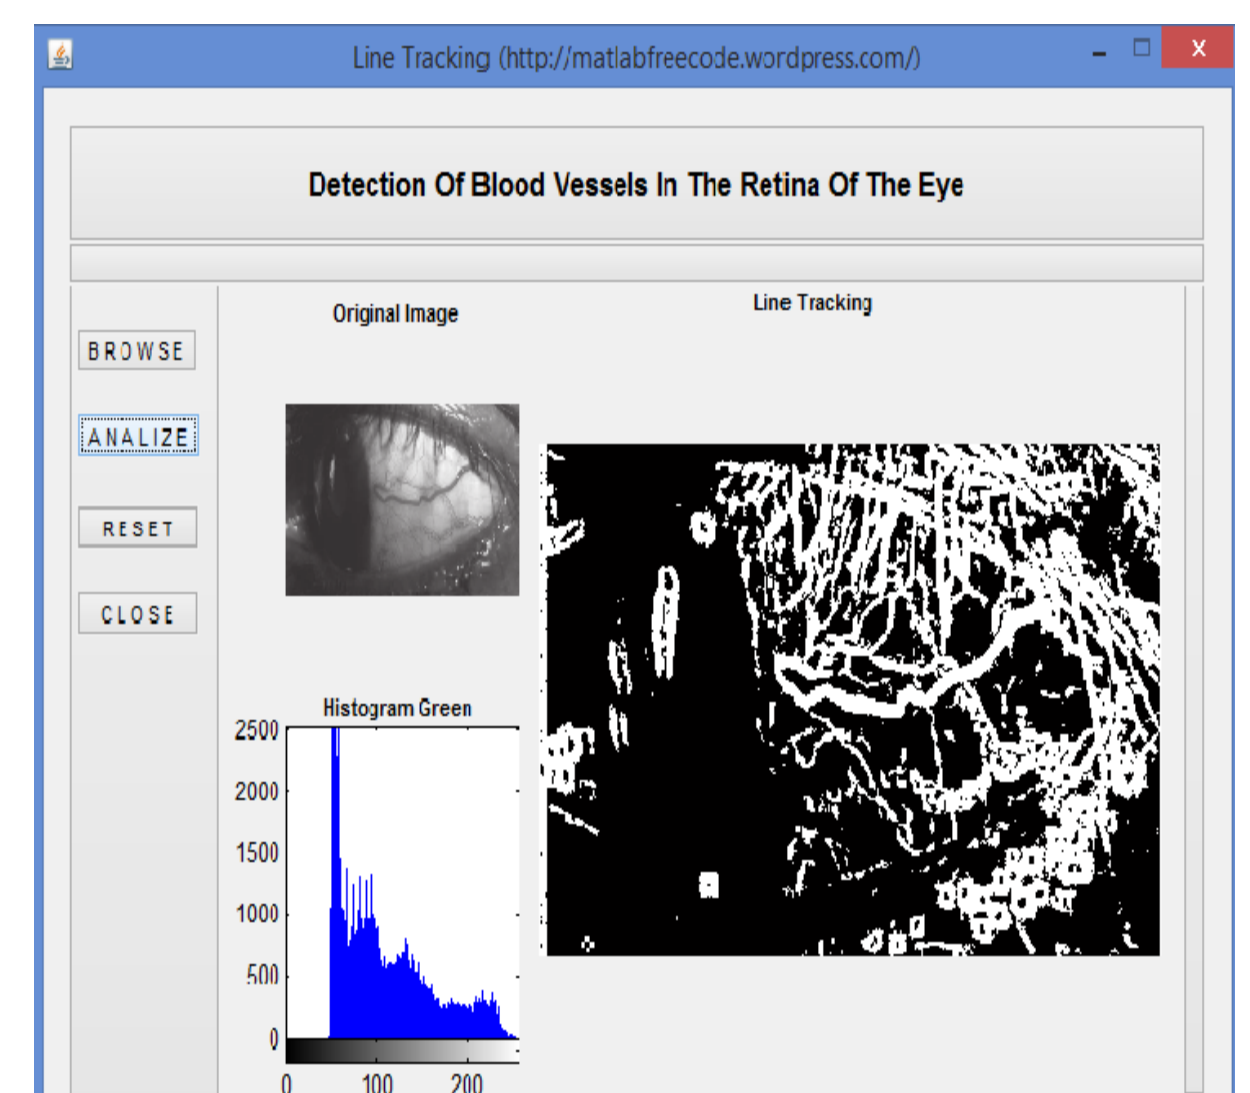 Line Tracking (http://matlabfreecode.wordpress.com/)
X
Detection Of Blood Vessels In The Retina Of The Eye
Original Image
Line Tracking
BROWSE
ANALIZE
RESET
CLOSE
Histogram Green
2500
2000
1500
1000
500
0
0 100 200